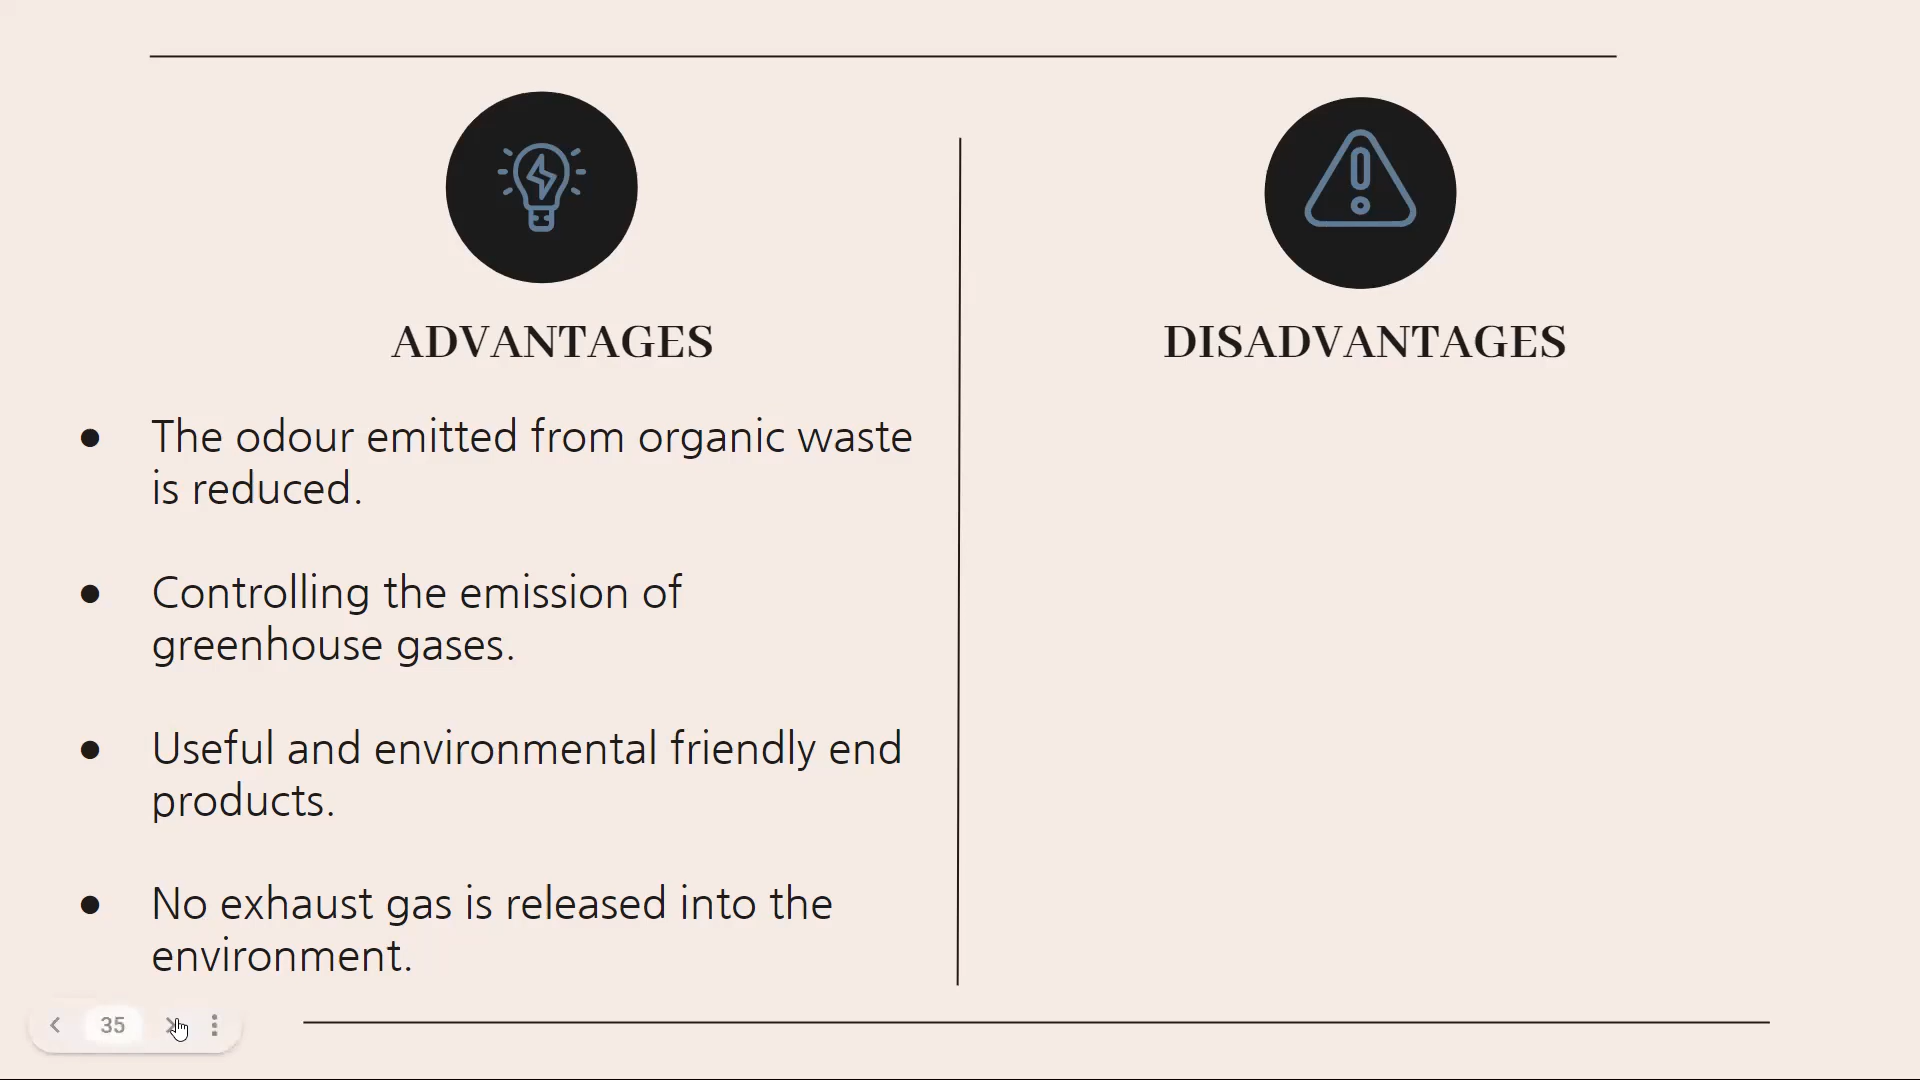 ADVANTAGES
● The odour emitted from organic waste
is reduced.
● Controlling the emission of
greenhouse gases.
● Useful and environmental friendly end
products.
● No exhaust gas is released into the
environment.
DISADVANTAGES
35